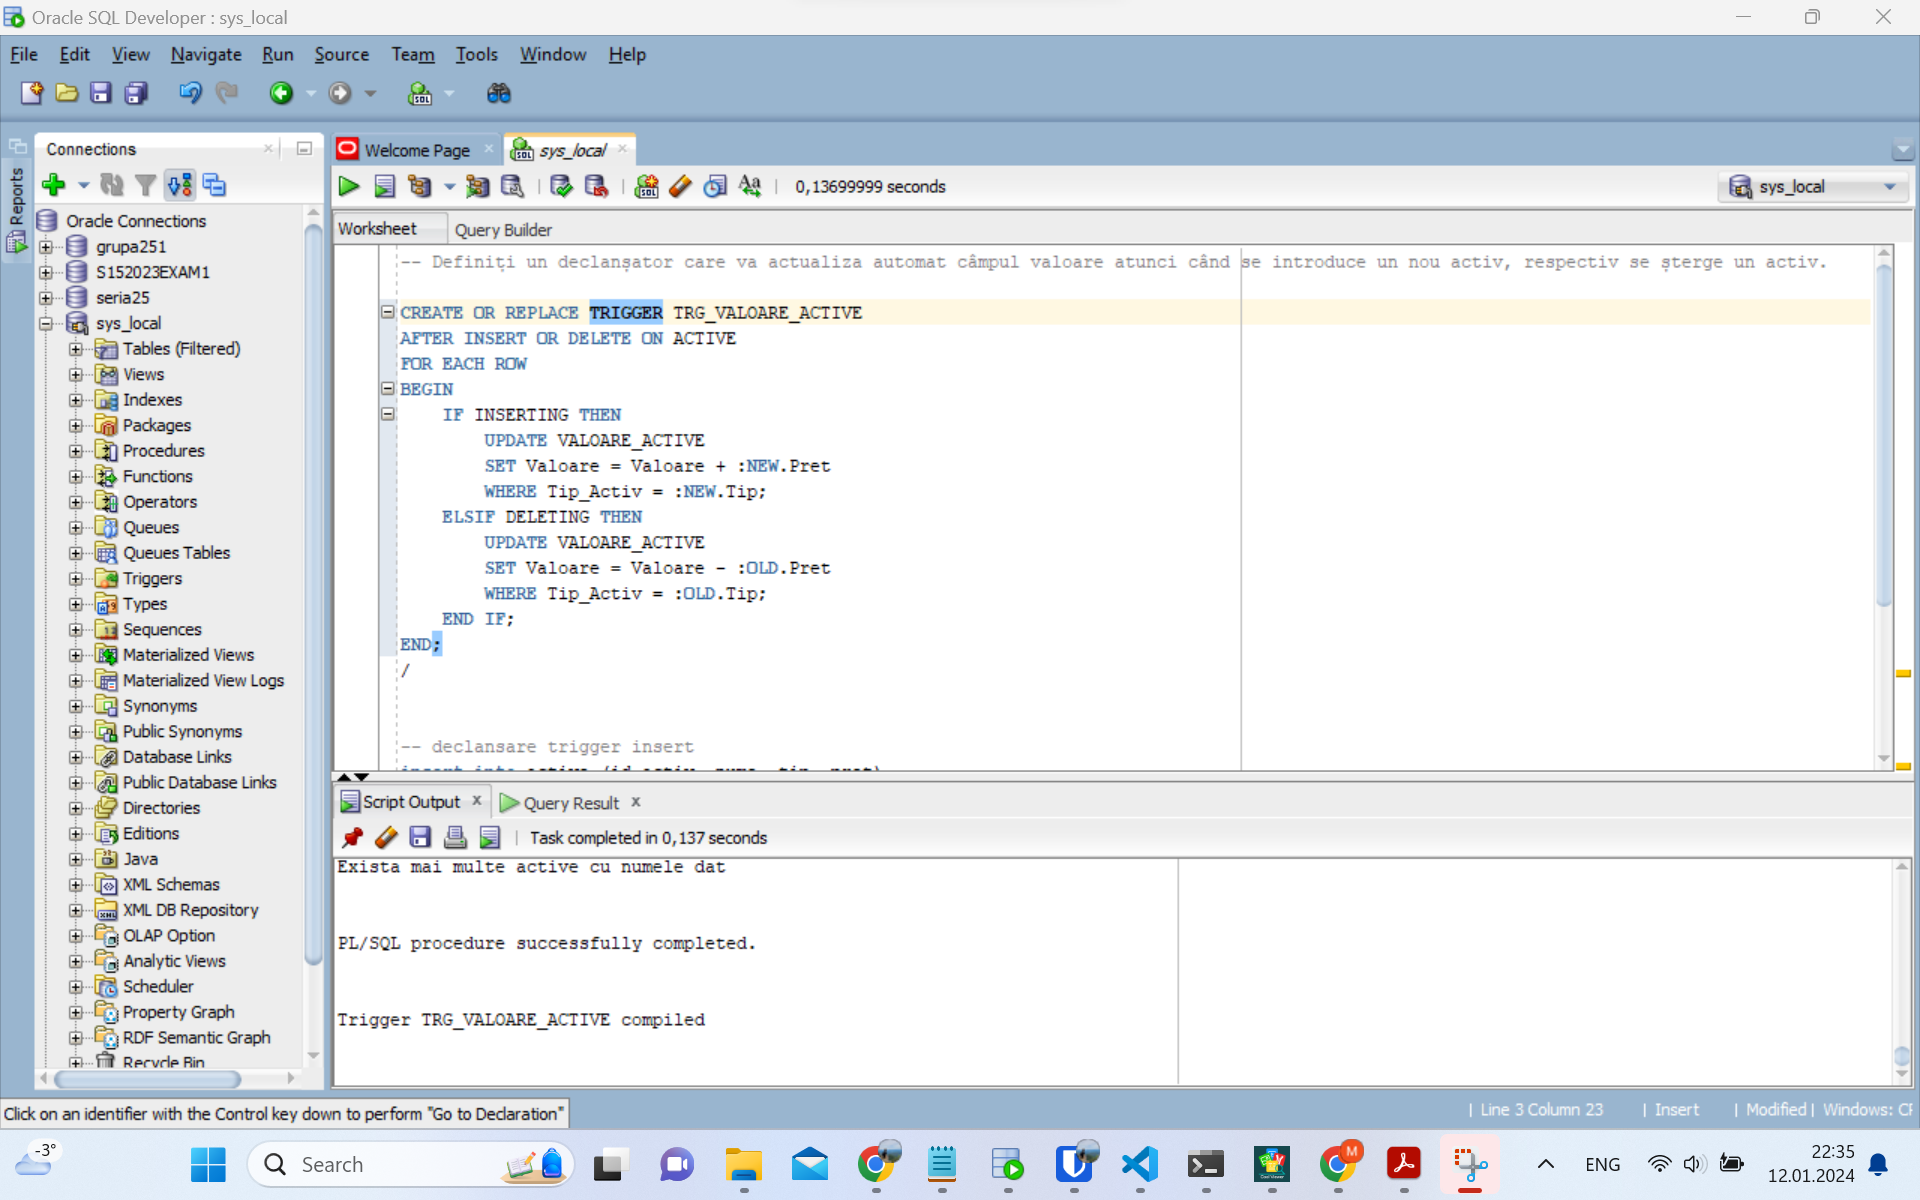 Oracle SQL Developer : sys_local
File Edit View Navigate Run Source Team Tools Window Help
Reports
Connections
Oracle Connections
grupa251
S152023EXAM1
seria25
sys_local
Tables (Filtered)
Views
Indexes
Packages
Procedures
Functions
Operators
Queues
Queues Tables
Triggers
Types
Sequences
Materialized Views
Materialized View Logs
Synonyms
Public Synonyms
Database Links
Public Database Links
Directories
Editions
Java
XML Schemas
XML DB Repository
OLAP Option
Analytic Views
Scheduler
Property Graph
RDF Semantic Graph
Recycle Bin
Welcome Page sys_local
0,13699999 seconds sys_local
Worksheet Query Builder
-- Definiți un declanșator care va actualiza automat câmpul valoare atunci când se introduce un nou activ, respectiv se șterge un activ.
CREATE OR REPLACE TRIGGER TRG_VALOARE_ACTIVE
AFTER INSERT OR DELETE ON ACTIVE
FOR EACH ROW
BEGIN
IF INSERTING THEN
UPDATE VALOARE_ACTIVE
SET Valoare = Valoare + :NEW.Pret
WHERE Tip_Activ = :NEW.Tip;
ELSIF DELETING THEN
UPDATE VALOARE_ACTIVE
SET Valoare = Valoare - :OLD.Pret
WHERE Tip_Activ = :OLD.Tip;
END IF;
END;
/
-- declansare trigger insert
Script Output Query Result
Task completed in 0,137 seconds
Exista mai multe active cu numele dat
PL/SQL procedure successfully completed.
Trigger TRG_VALOARE_ACTIVE compiled
Click on an identifier with the Control key down to perform "Go to Declaration"
Line 3 Column 23 | Insert | Modified | Windows:
-3°
Search
ENG
22:35
12.01.2024